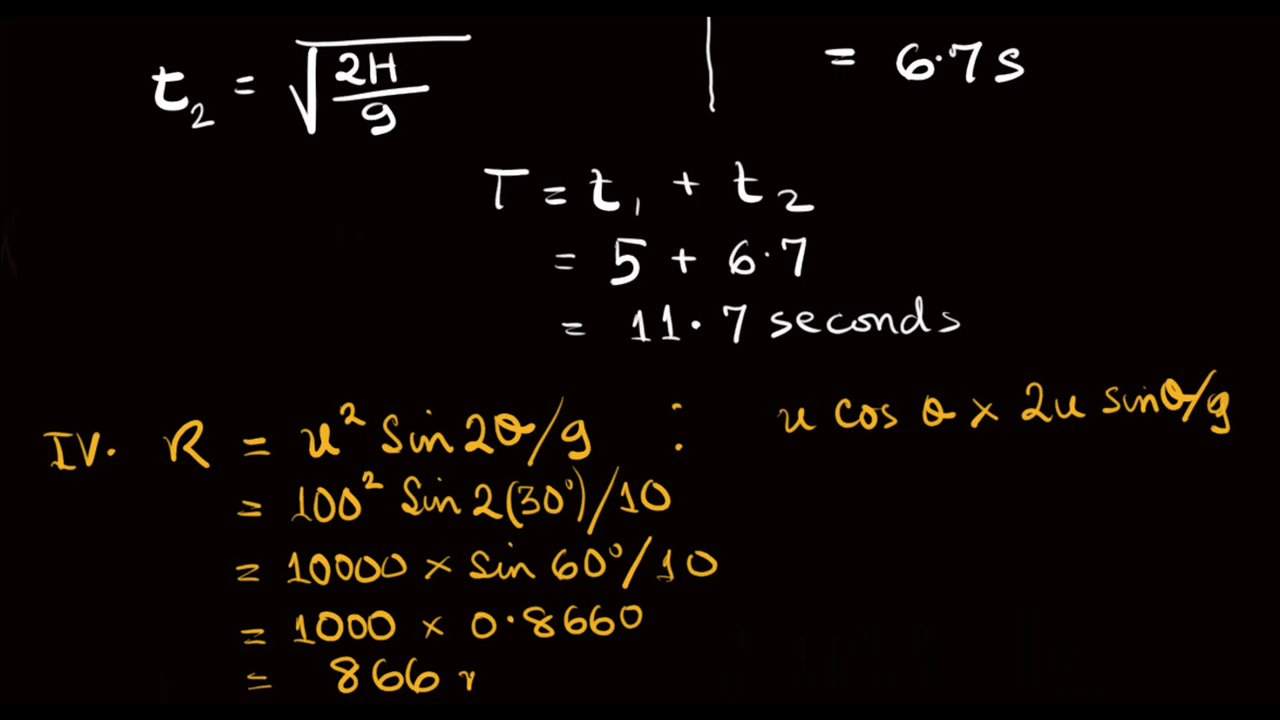 t₂ = √(2H/g)
= 6.7s
T = t₁ + t₂
= 5 + 6.7
= 11.7 seconds
IV. R = u² Sin 2θ/g : u cos θ × 2u sinθ/g
= 100² Sin 2(30°)/10
= 10000 × Sin 60°/10
= 1000 × 0.8660
= 866